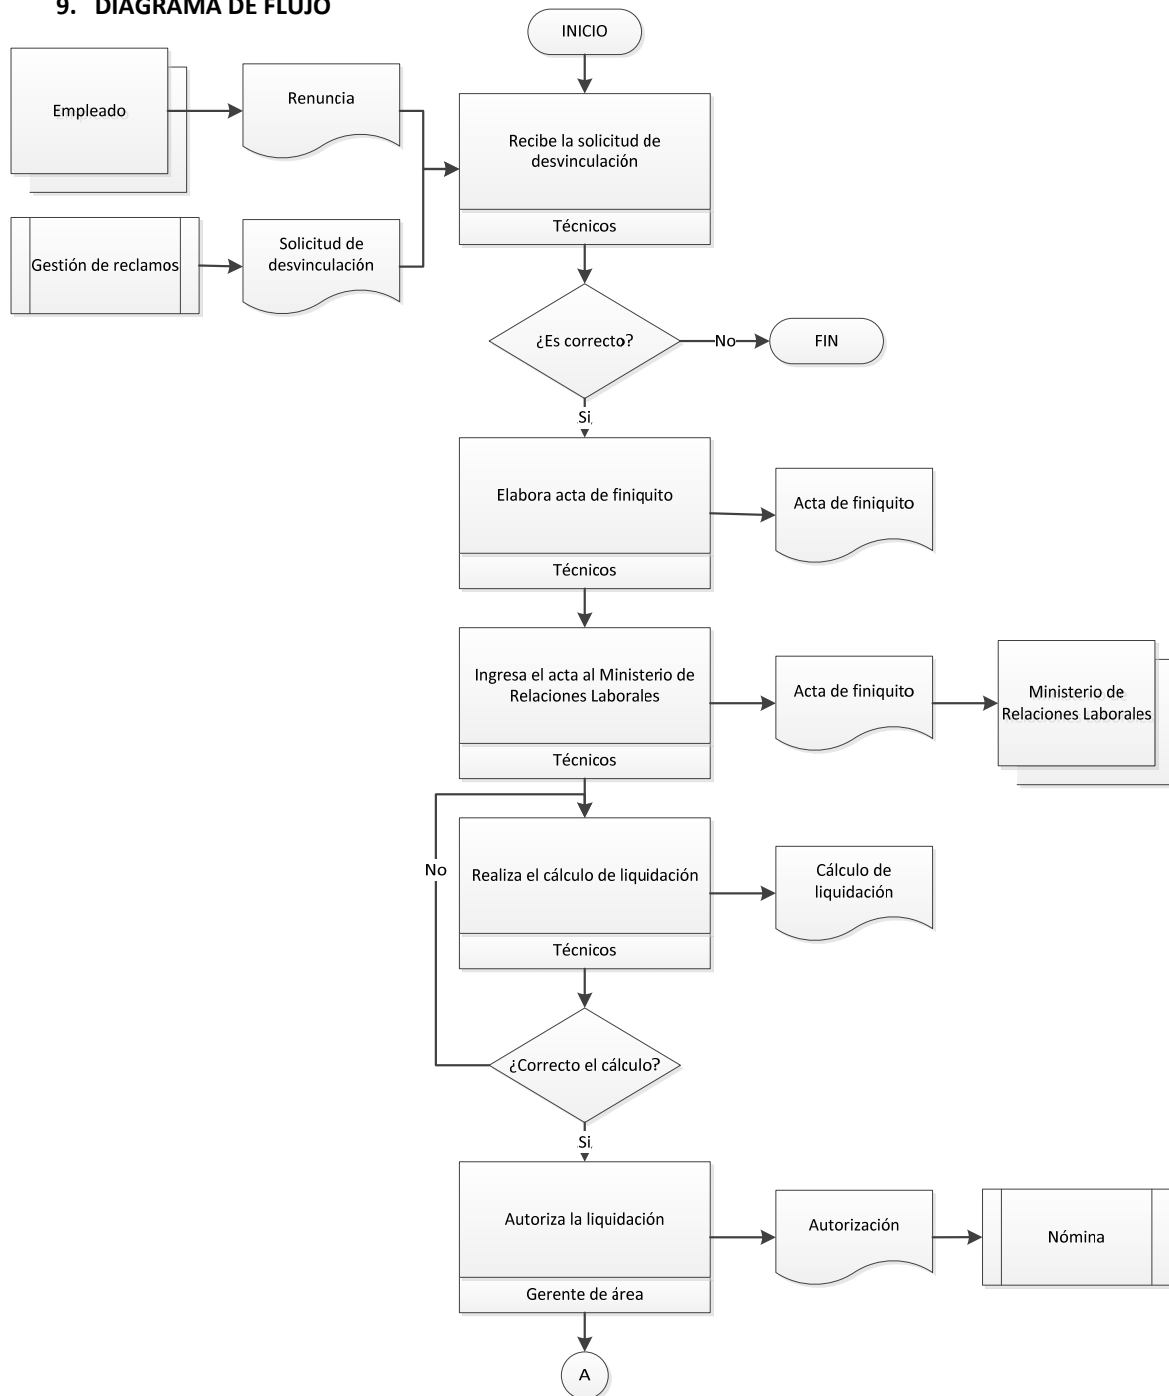 9. DIAGRAMA DE FLUJO
INICIO
Empleado
Renuncia
Recibe la solicitud de
desvinculación
Técnicos
Gestión de reclamos
Solicitud de
desvinculación
¿Es correcto?
No
FIN
Si
Elabora acta de finiquito
Técnicos
Acta de finiquito
Ingresa el acta al Ministerio de
Relaciones Laborales
Técnicos
Acta de finiquito
Ministerio de
Relaciones Laborales
No
Realiza el cálculo de liquidación
Técnicos
Cálculo de
liquidación
¿Correcto el cálculo?
Si
Autoriza la liquidación
Gerente de área
Autorización
Nómina
A